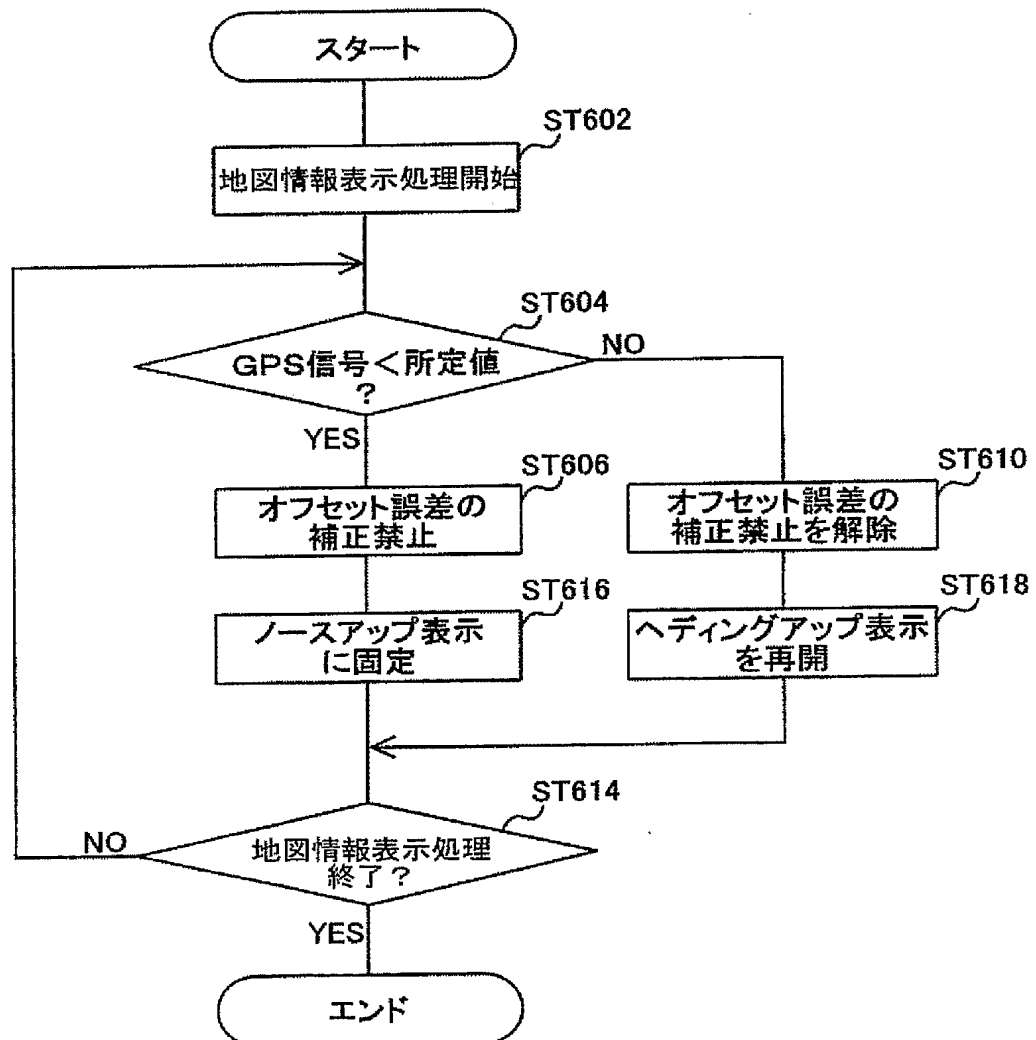 スタート
ST602
地図情報表示処理開始
ST604
GPS信号<所定値
?
NO
YES
ST606
オフセット誤差の
補正禁止
ST610
オフセット誤差の
補正禁止を解除
ST616
ノースアップ表示
に固定
ST618
ヘディングアップ表示
を再開
ST614
地図情報表示処理
終了?
NO
YES
エンド